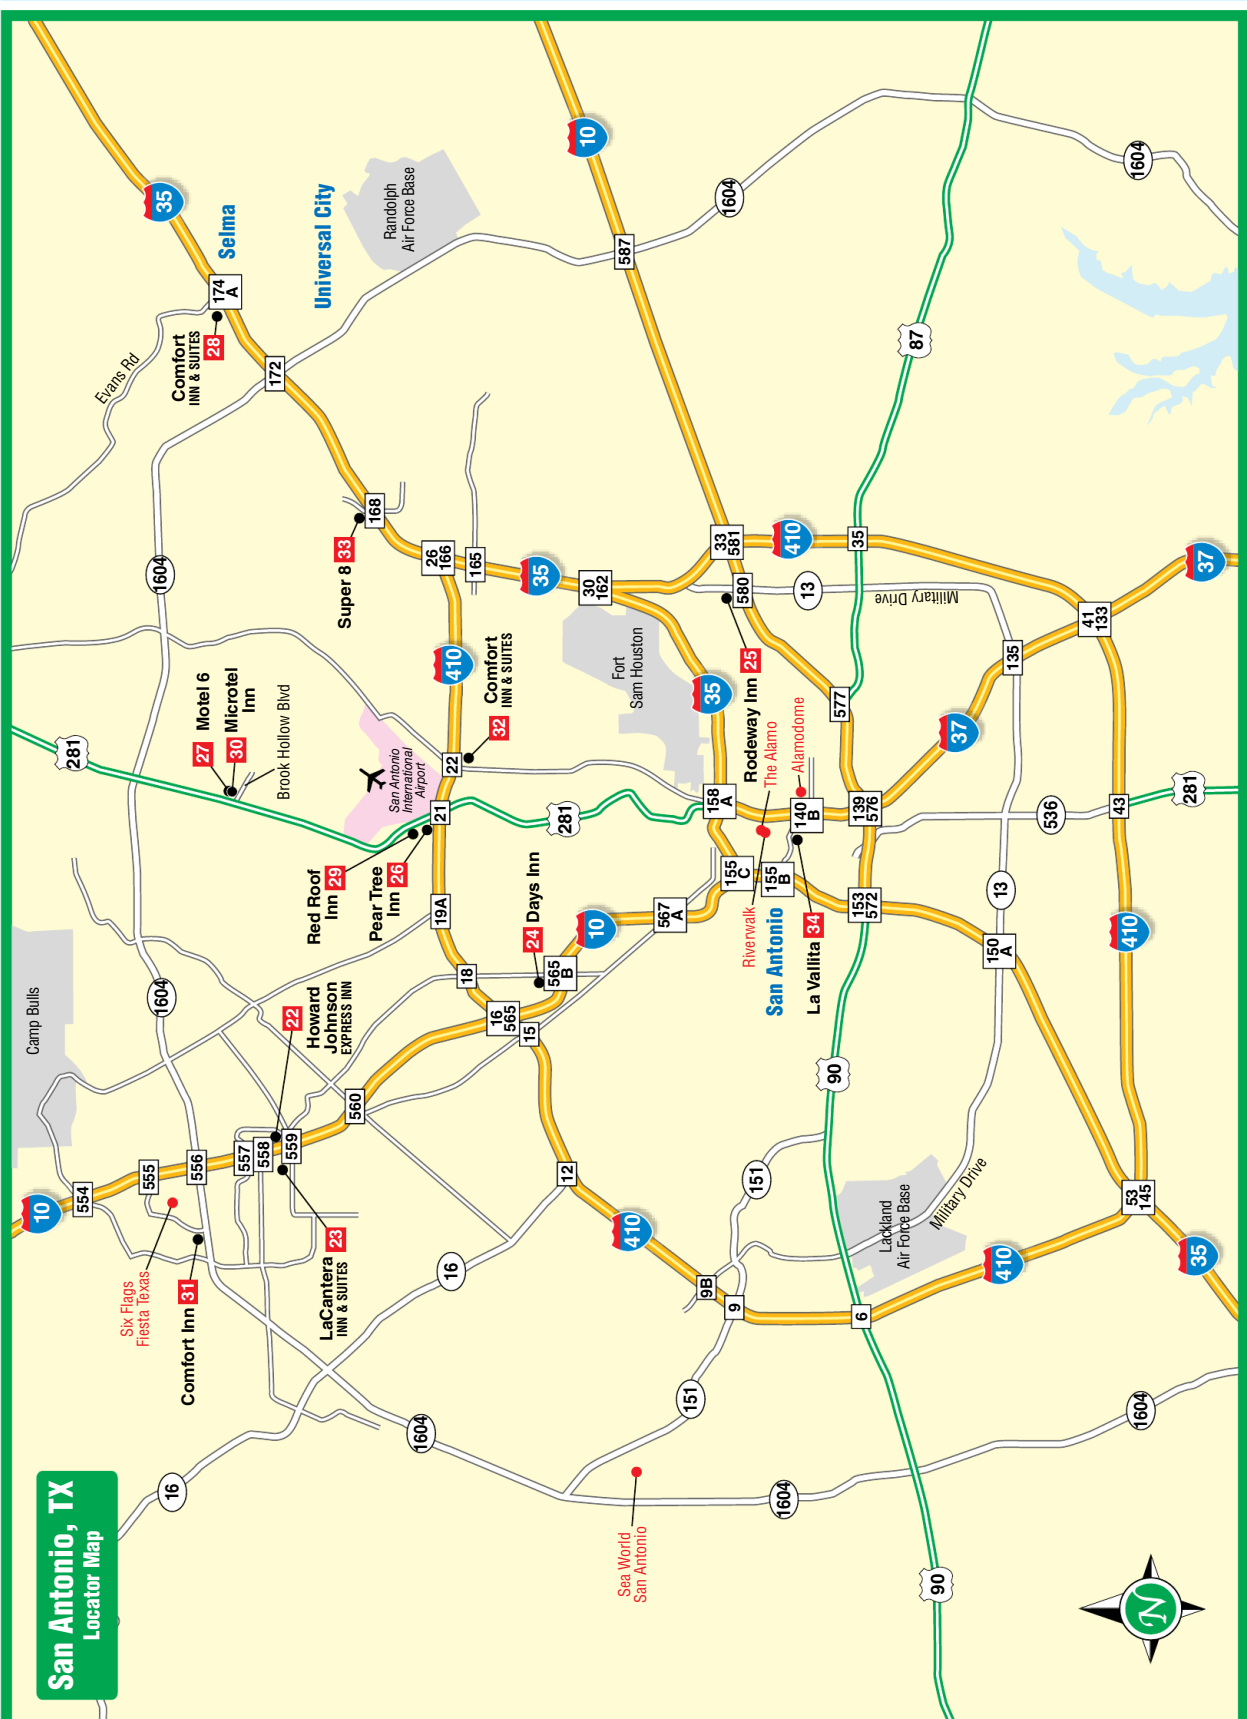 San Antonio, TX
Locator Map
16
1604
10
554
555
556
557
558
559
560
Six Flags
Fiesta Texas
Comfort Inn 31
LaCantera 23
INN & SUITES
22
Howard
Johnson
EXPRESS INN
Camp Bulls
1604
16
1604
281
27 Motel 6
30 Microtel
Inn
Brook Hollow Blvd
1604
Evans Rd
Comfort
INN & SUITES
28
174
A
Selma
35
172
Universal City
Randolph
Air Force Base
Super 8 33
168
26
166
165
35
410
Comfort
INN & SUITES
32
22
San Antonio
International
Airport
21
Red Roof
Inn 29
Pear Tree
Inn 26
19A
18
16
565
15
24 Days Inn
565
B
10
567
A
12
410
281
30
162
Fort
Sam Houston
35
10
587
1604
33
581
410
580
13
Military Drive
35
87
1604
Rodeway Inn 25
The Alamo
Alamodome
158
A
140
B
155
C
155
B
Riverwalk
San Antonio
La Vallita 34
577
139
576
153
572
37
135
41
133
37
536
43
281
13
150
A
410
90
151
Lackland
Air Force Base
Military Drive
53
145
410
35
9B
9
6
151
Sea World
San Antonio
1604
1604
90
N